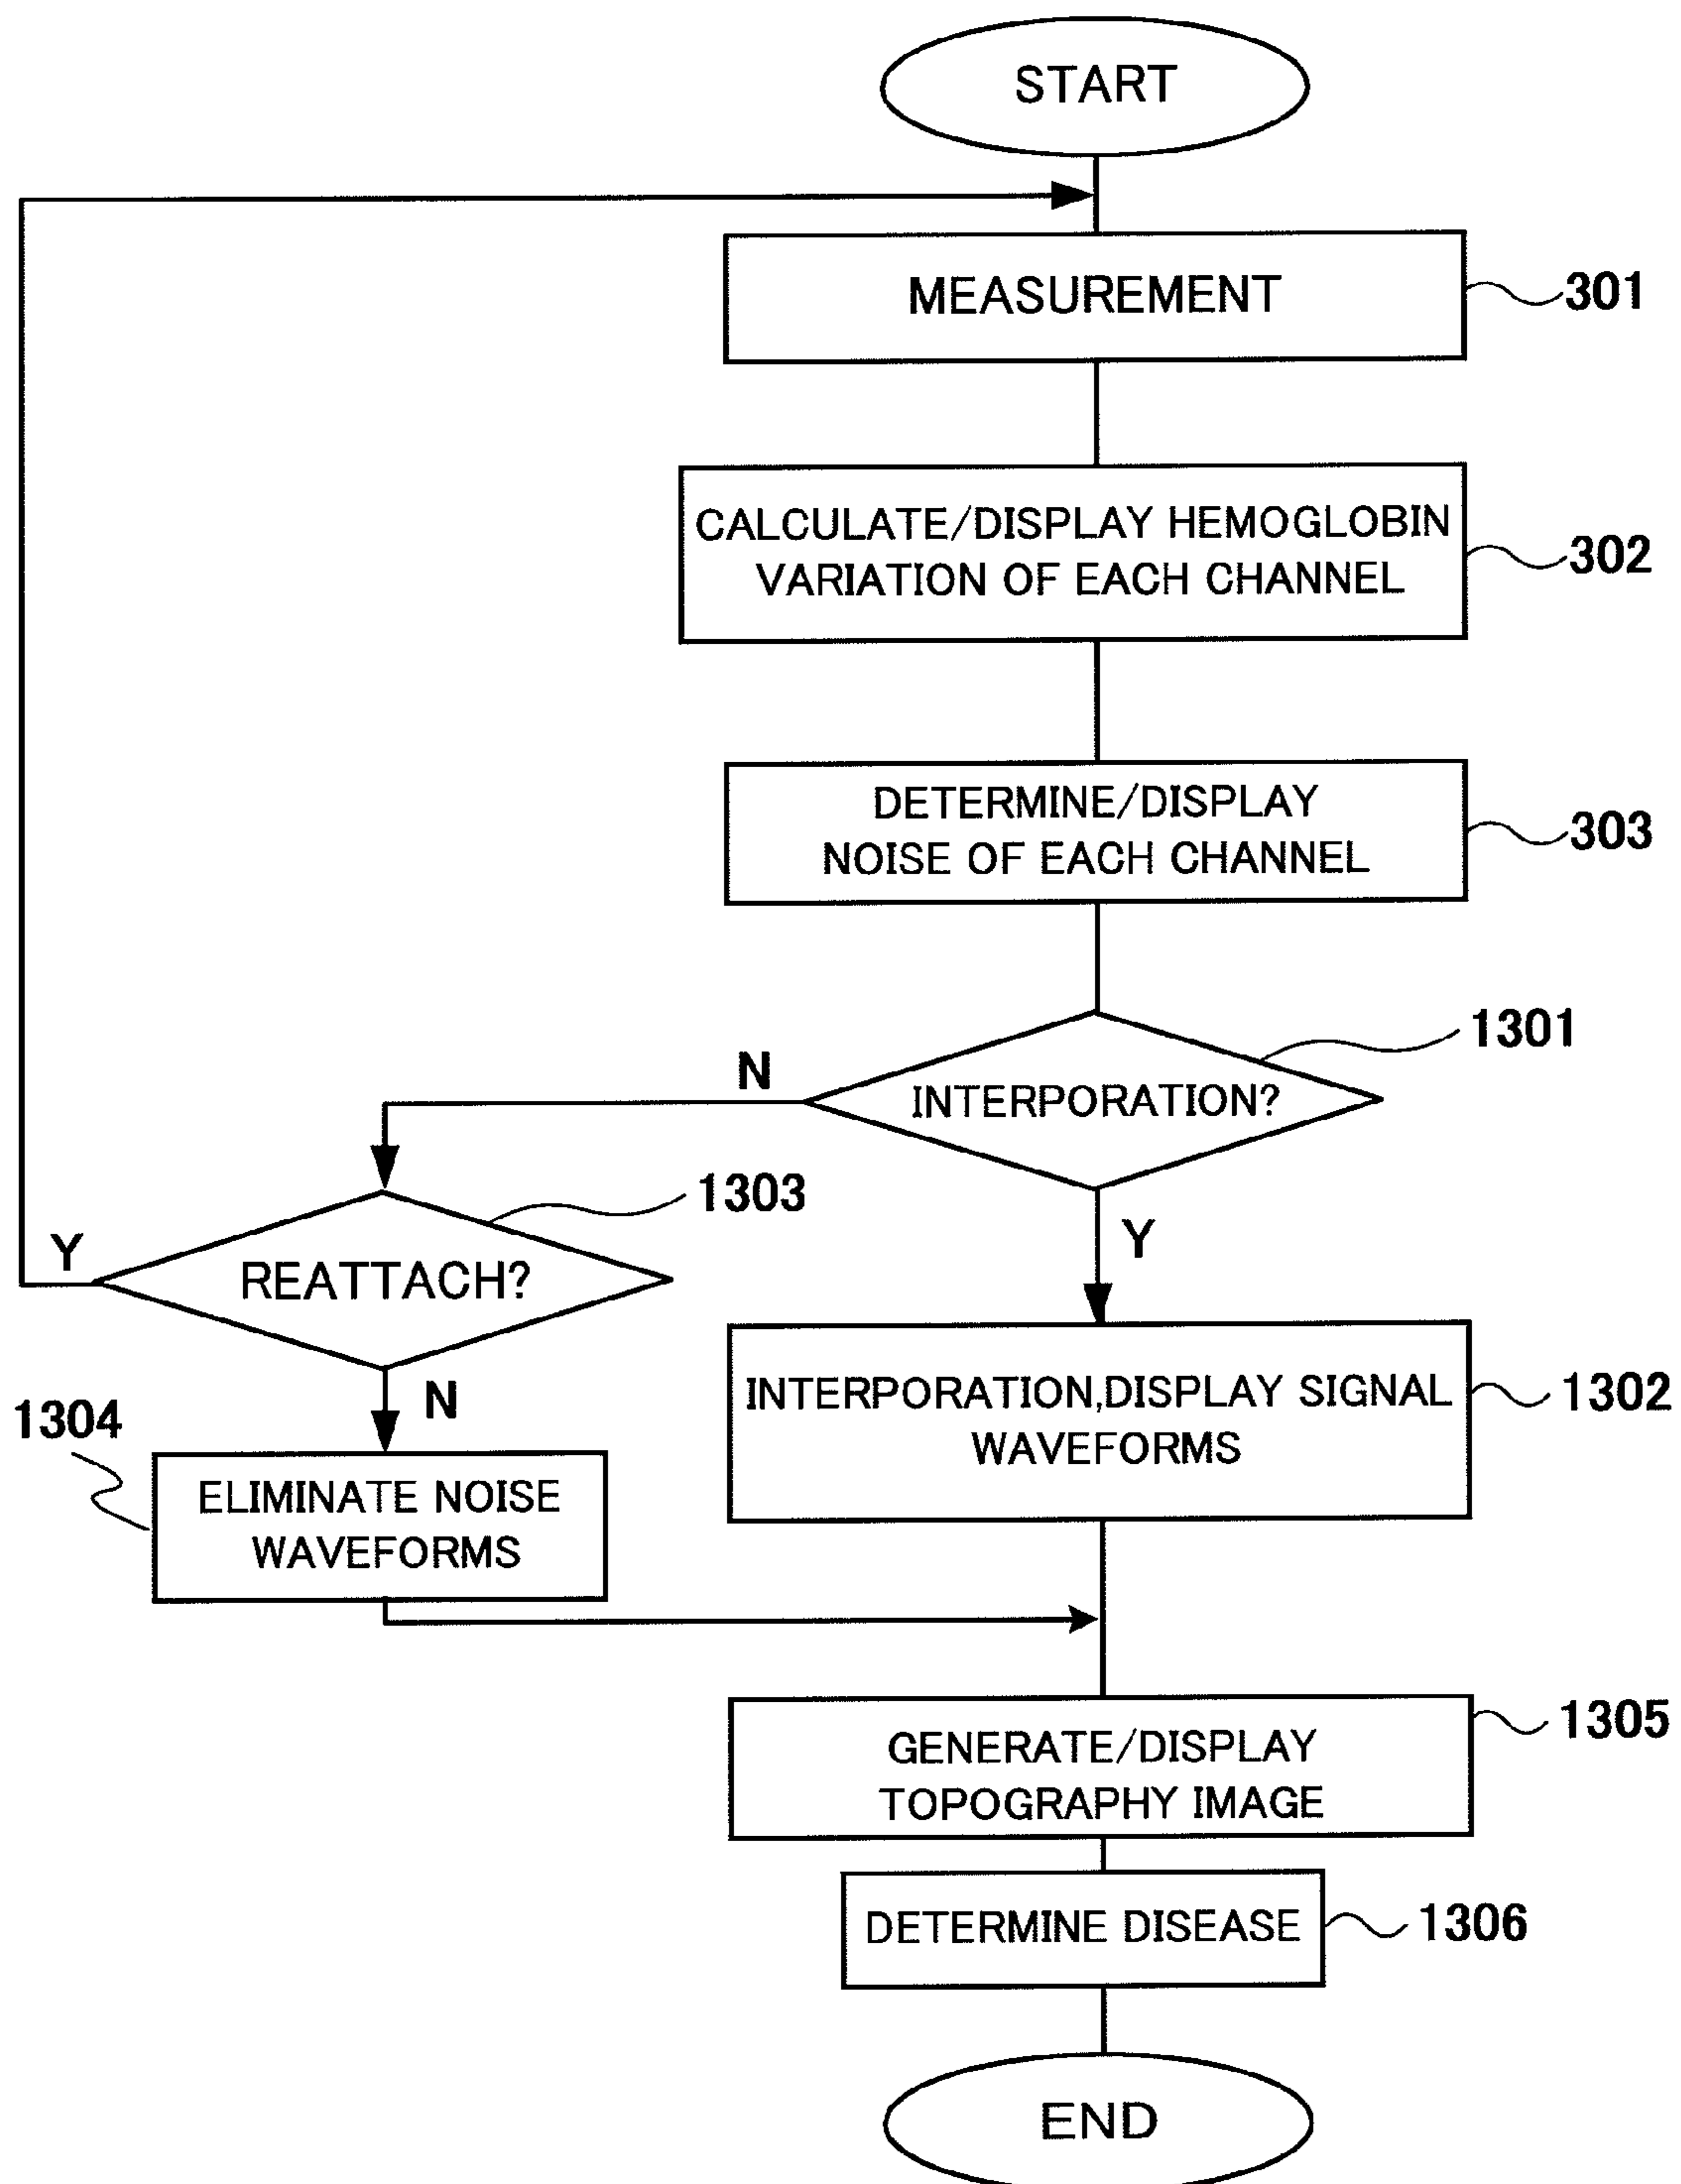 START
MEASUREMENT
301
CALCULATE/DISPLAY HEMOGLOBIN
VARIATION OF EACH CHANNEL
302
DETERMINE/DISPLAY
NOISE OF EACH CHANNEL
303
1301
N
INTERPORATION?
1303
Y
Y
REATTACH?
N
1304
INTERPORATION,DISPLAY SIGNAL
WAVEFORMS
1302
ELIMINATE NOISE
WAVEFORMS
GENERATE/DISPLAY
TOPOGRAPHY IMAGE
1305
DETERMINE DISEASE
1306
END